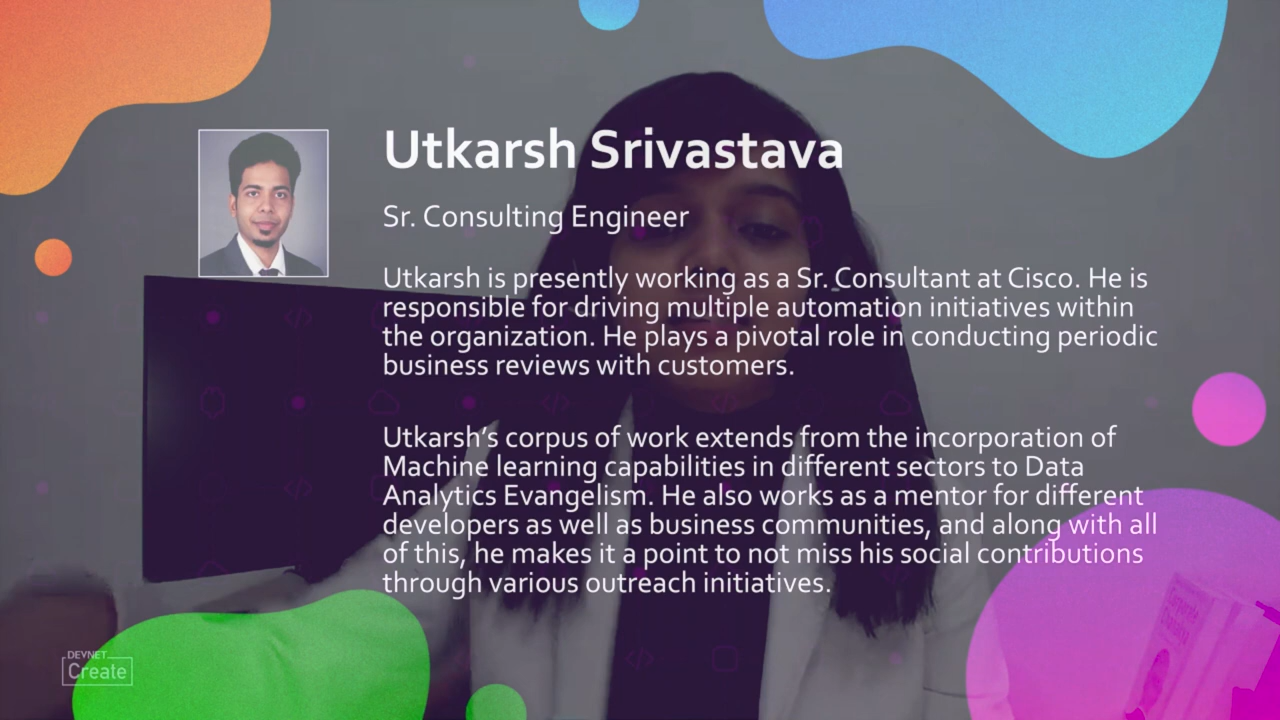 Utkarsh Srivastava
Sr. Consulting Engineer
Utkarsh is presently working as a Sr. Consultant at Cisco. He is
responsible for driving multiple automation initiatives within
the organization. He plays a pivotal role in conducting periodic
business reviews with customers.
Utkarsh’s corpus of work extends from the incorporation of
Machine learning capabilities in different sectors to Data
Analytics Evangelism. He also works as a mentor for different
developers as well as business communities, and along with all
of this, he makes it a point to not miss his social contributions
through various outreach initiatives.
DEVNET
Create